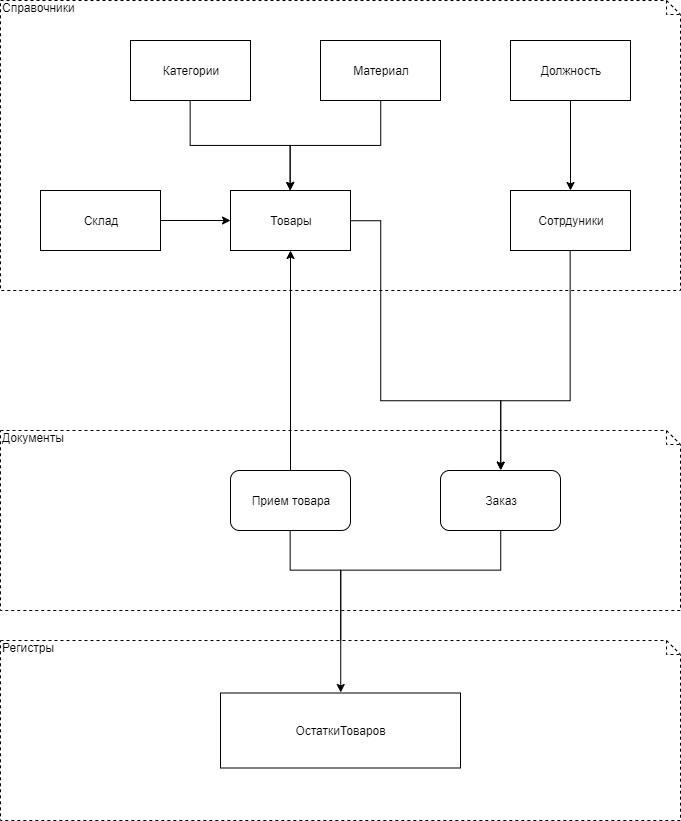 Справочники
Категории
Материал
Должность
Склад
Товары
Сотрдуники
Документы
Прием товара
Заказ
Регистры
ОстаткиТоваров